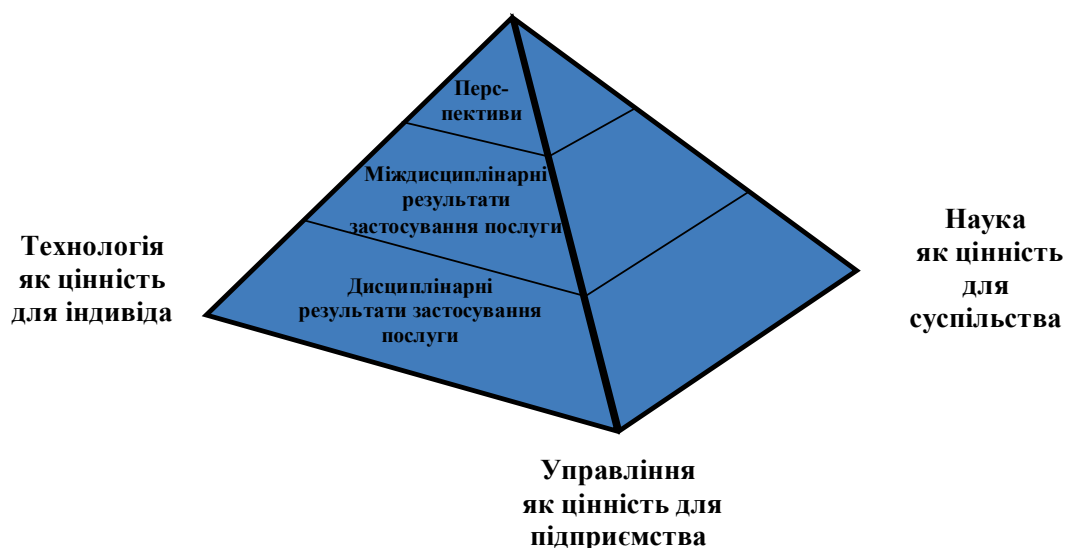 Перс-
пективи
Міждисциплінарні
результати
застосування послуги
Дисциплінарні
результати застосування
послуги
Технологія
як цінність
для індивіда
Наука
як цінність
для
суспільства
Управління
як цінність для
підприємства